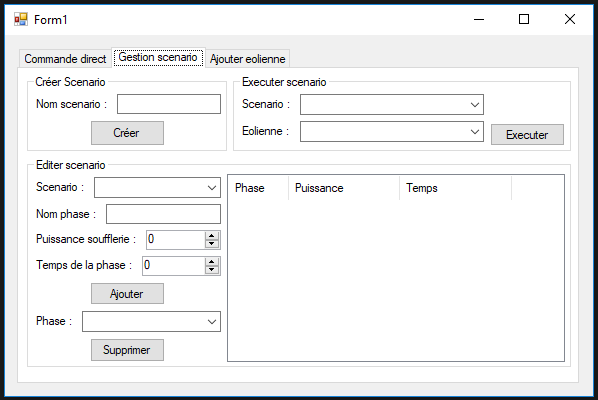 Form1
Commande direct
Gestion scenario
Ajouter eolienne
Créer Scenario
Nom scenario :
Créer
Executer scenario
Scenario :
Eolienne :
Executer
Editer scenario
Scenario :
Nom phase :
Puissance soufflerie : 0
Temps de la phase : 0
Ajouter
Phase :
Supprimer
Phase Puissance Temps